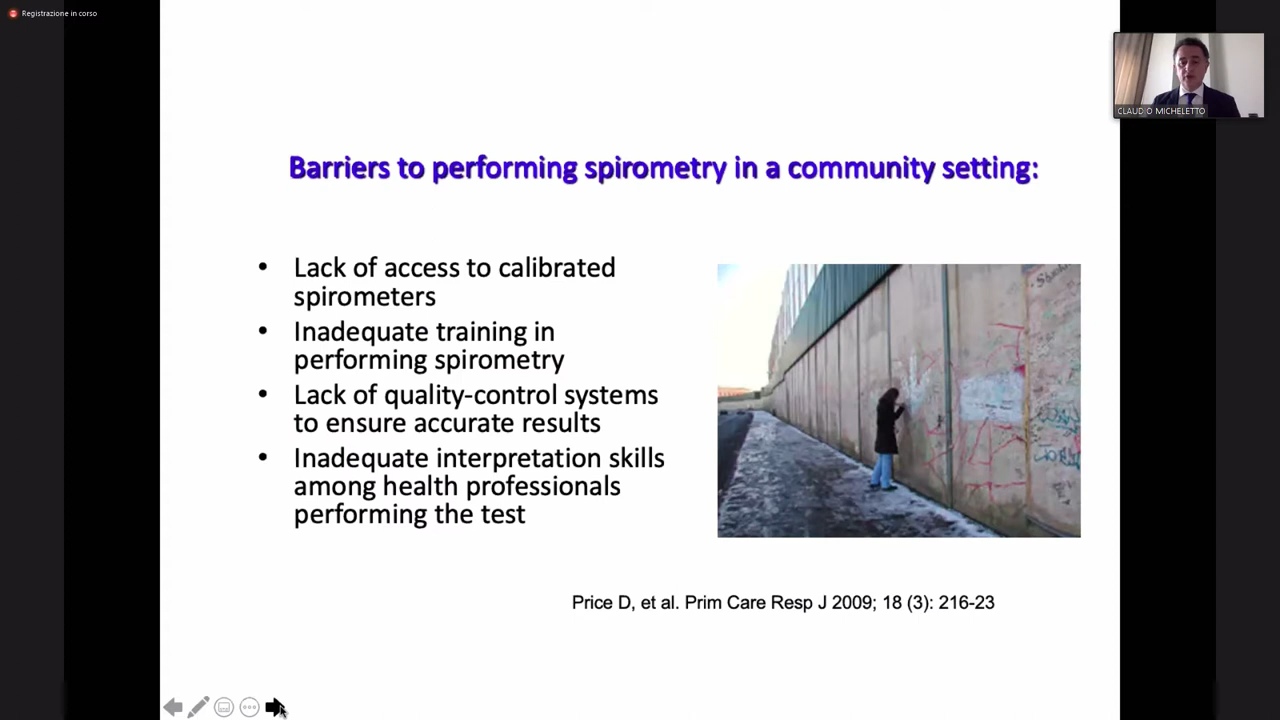 Registrazione in corso
CLAUDIO MICHELETTO
Barriers to performing spirometry in a community setting:
• Lack of access to calibrated
spirometers
• Inadequate training in
performing spirometry
• Lack of quality-control systems
to ensure accurate results
• Inadequate interpretation skills
among health professionals
performing the test
Price D, et al. Prim Care Resp J 2009; 18 (3): 216-23